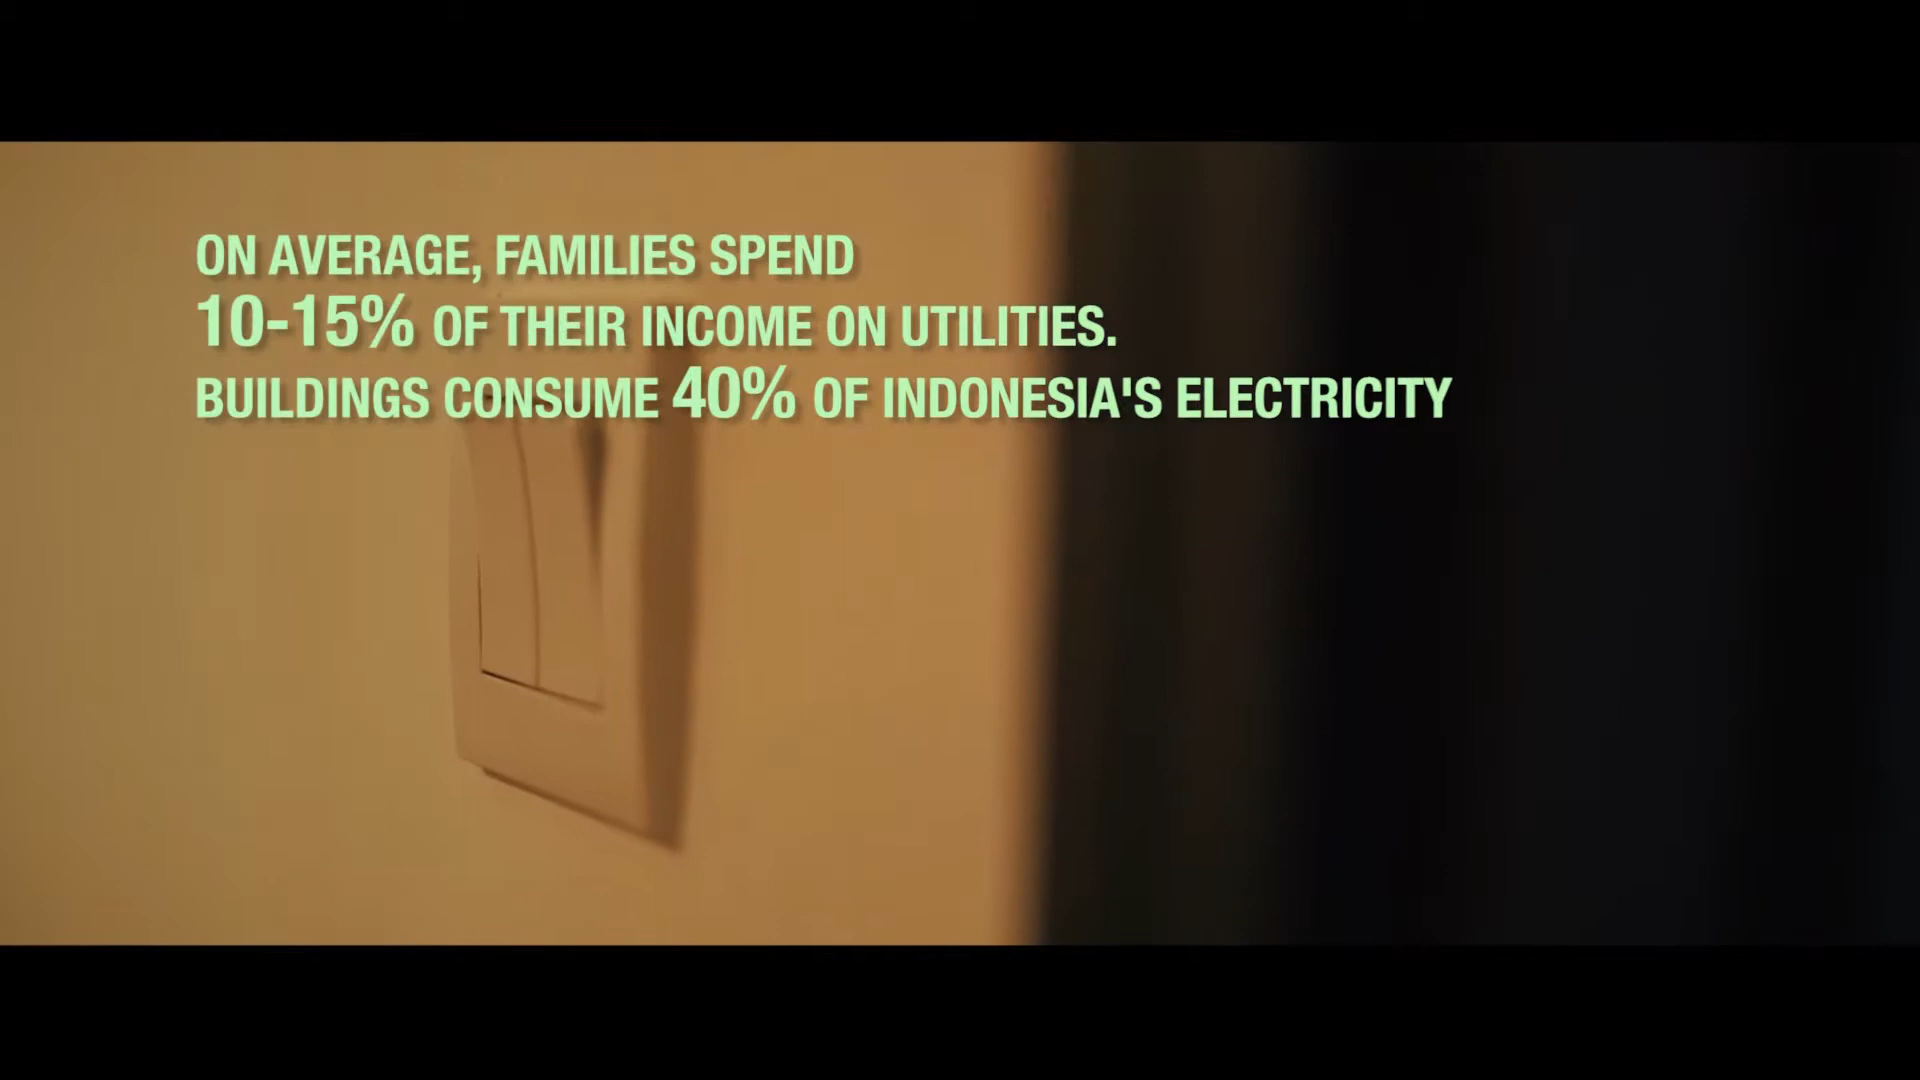 ON AVERAGE, FAMILIES SPEND
10-15% OF THEIR INCOME ON UTILITIES.
BUILDINGS CONSUME 40% OF INDONESIA'S ELECTRICITY